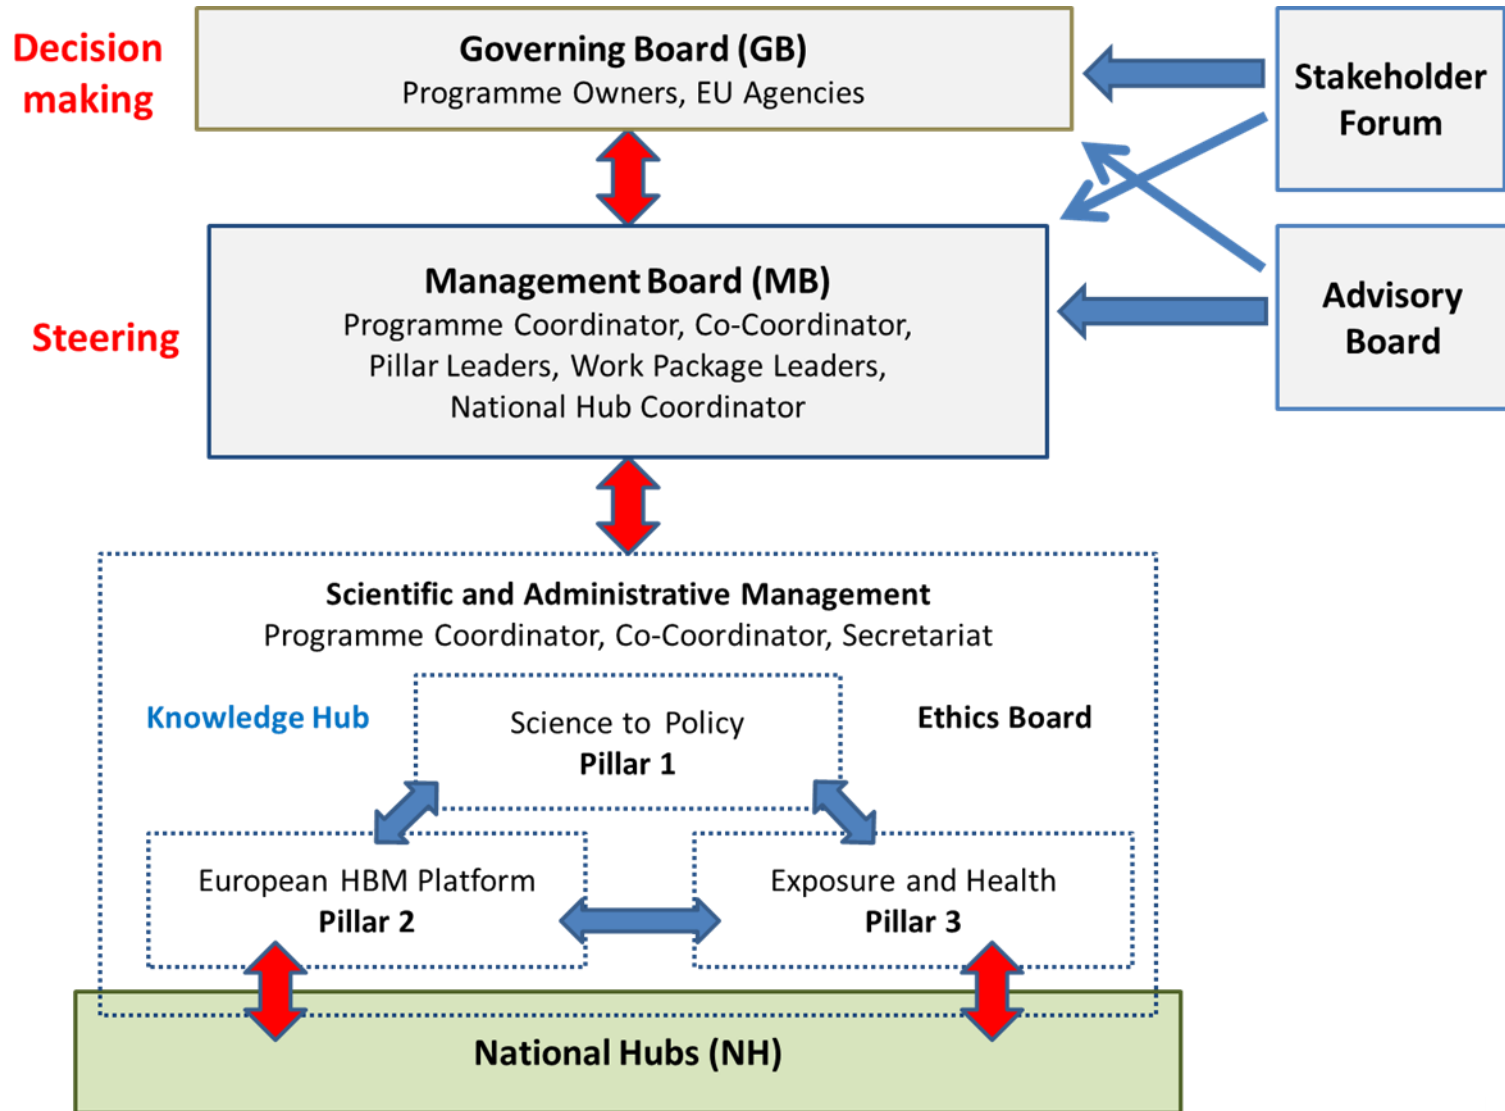 Decision
making
Governing Board (GB)
Programme Owners, EU Agencies
Stakeholder
Forum
Steering
Management Board (MB)
Programme Coordinator, Co-Coordinator,
Pillar Leaders, Work Package Leaders,
National Hub Coordinator
Advisory
Board
Scientific and Administrative Management
Programme Coordinator, Co-Coordinator, Secretariat
Knowledge Hub
Science to Policy
Pillar 1
Ethics Board
European HBM Platform
Pillar 2
Exposure and Health
Pillar 3
National Hubs (NH)